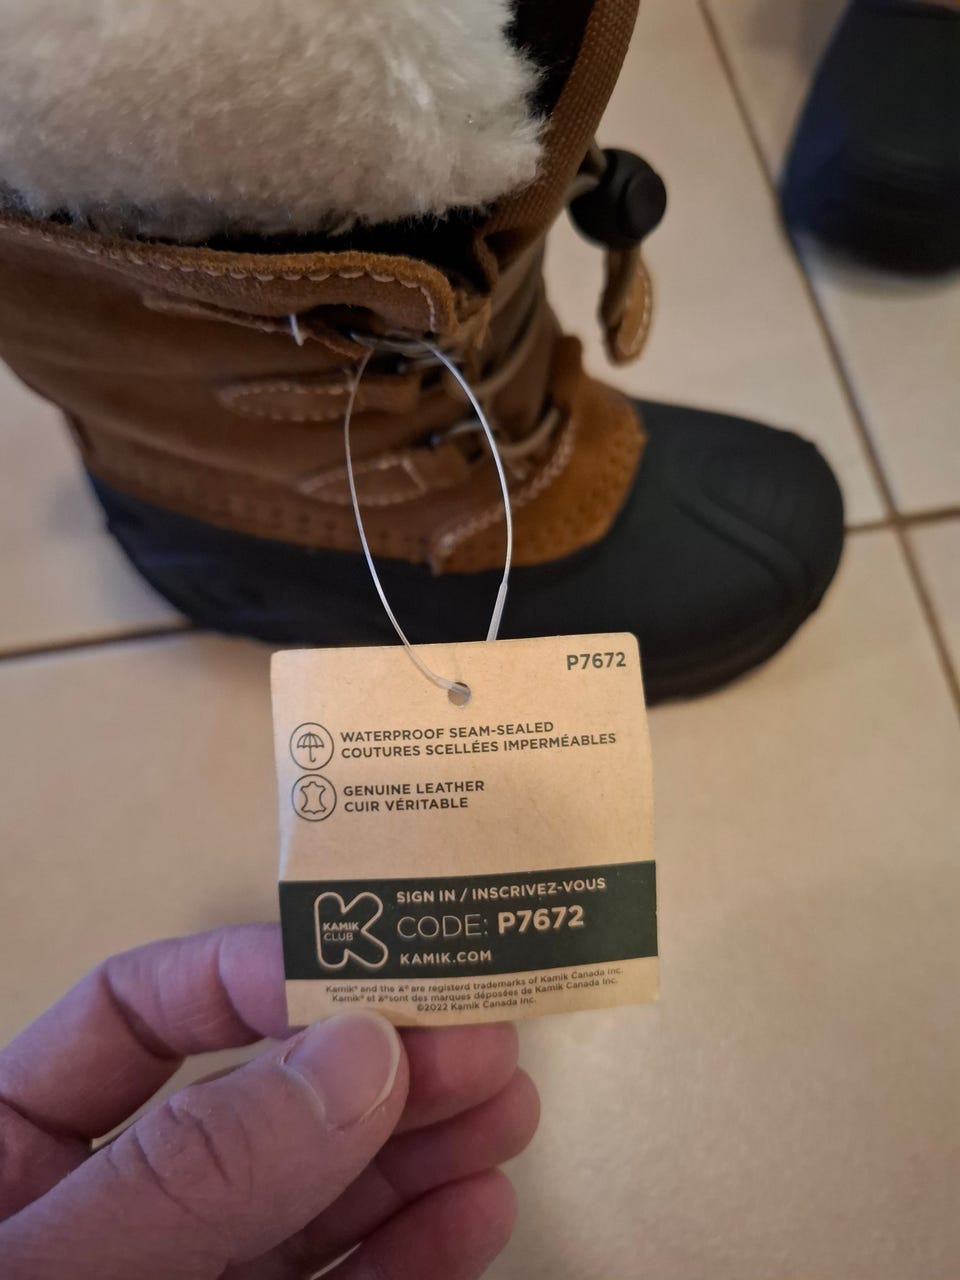 P7672
WATERPROOF SEAM-SEALED
COUTURES SCELLÉES IMPERMÉABLES
GENUINE LEATHER
CUIR VÉRITABLE
KAMIK
CLUB
SIGN IN / INSCRIVEZ-VOUS
CODE: P7672
KAMIK.COM
Kamik® and the K® are registerd trademarks of Kamik Canada Inc.
Kamik® et K® sont des marques déposées de Kamik Canada Inc.
©2022 Kamik Canada Inc.